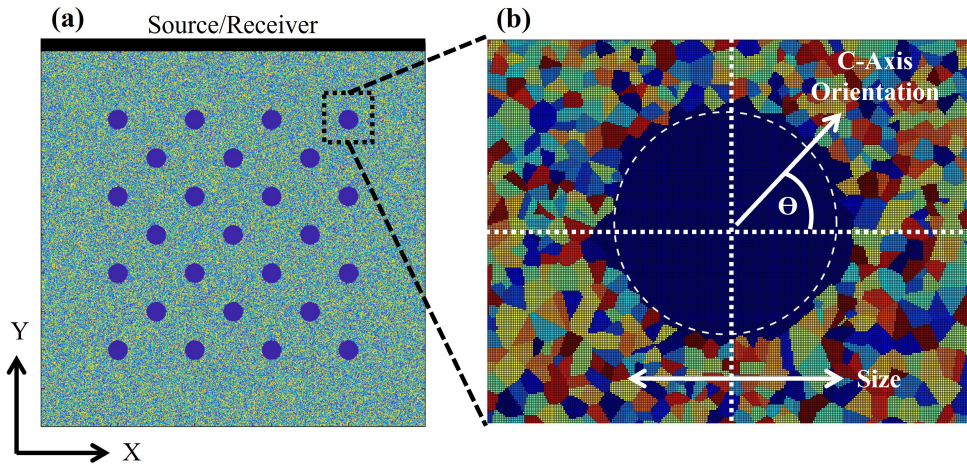 (a)
Source/Receiver
(b)
C-Axis
Orientation
Ɵ
Size
Y
X